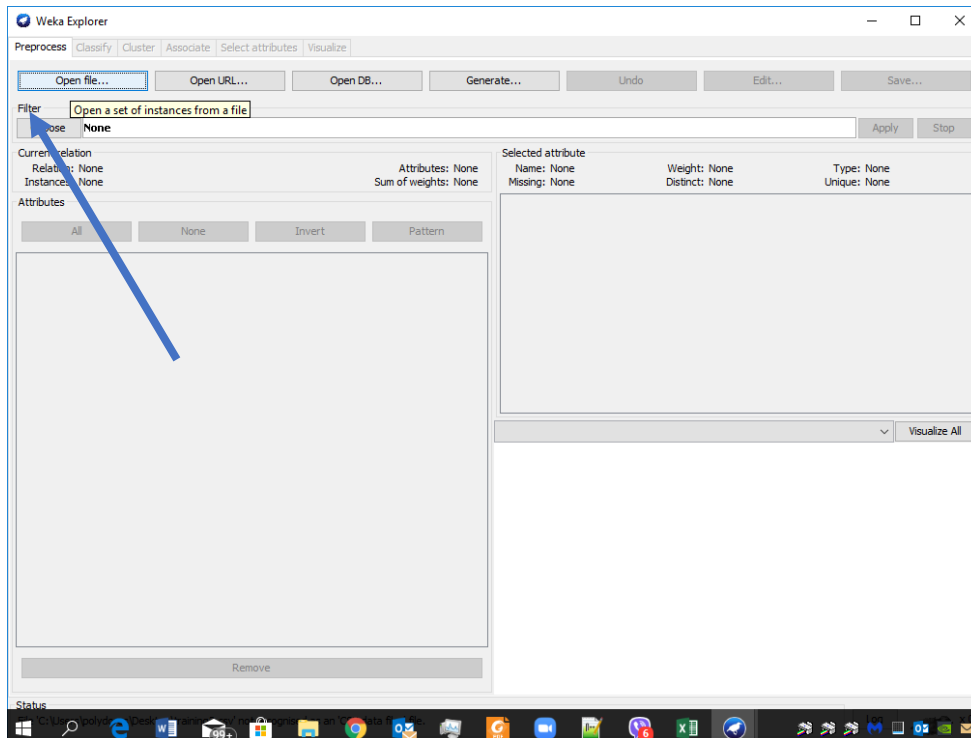 Weka Explorer
Preprocess Classify Cluster Associate Select attributes Visualize
Open file... Open URL... Open DB... Generate... Undo Edit... Save...
Filter
Open a set of instances from a file
None Apply Stop
Current relation
Relation: None Attributes: None
Instances: None Sum of weights: None
Selected attribute
Name: None Weight: None Type: None
Missing: None Distinct: None Unique: None
Attributes
All None Invert Pattern
Visualize All
Remove
Status
99+
6